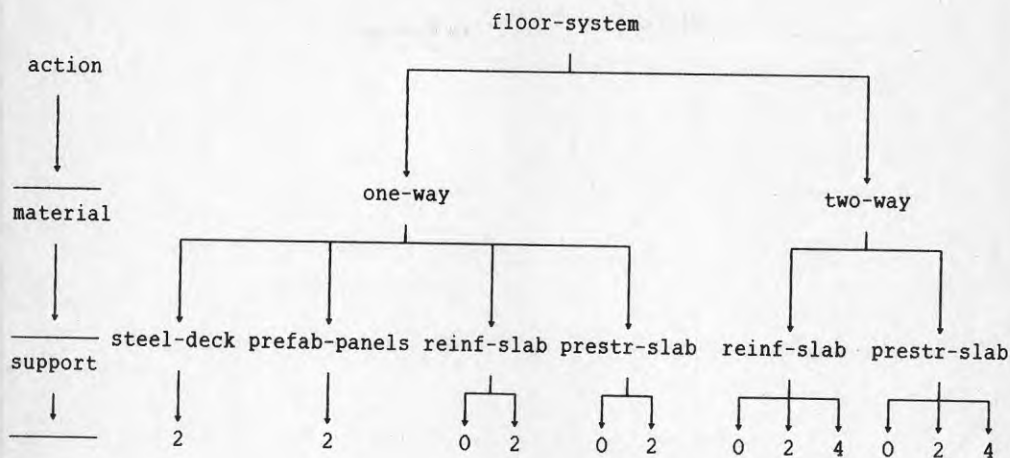 floor-system
action
one-way two-way
material
steel-deck prefab-panels reinf-slab prestr-slab reinf-slab prestr-slab
support
2 2 0 2 0 2 0 2 4 0 2 4